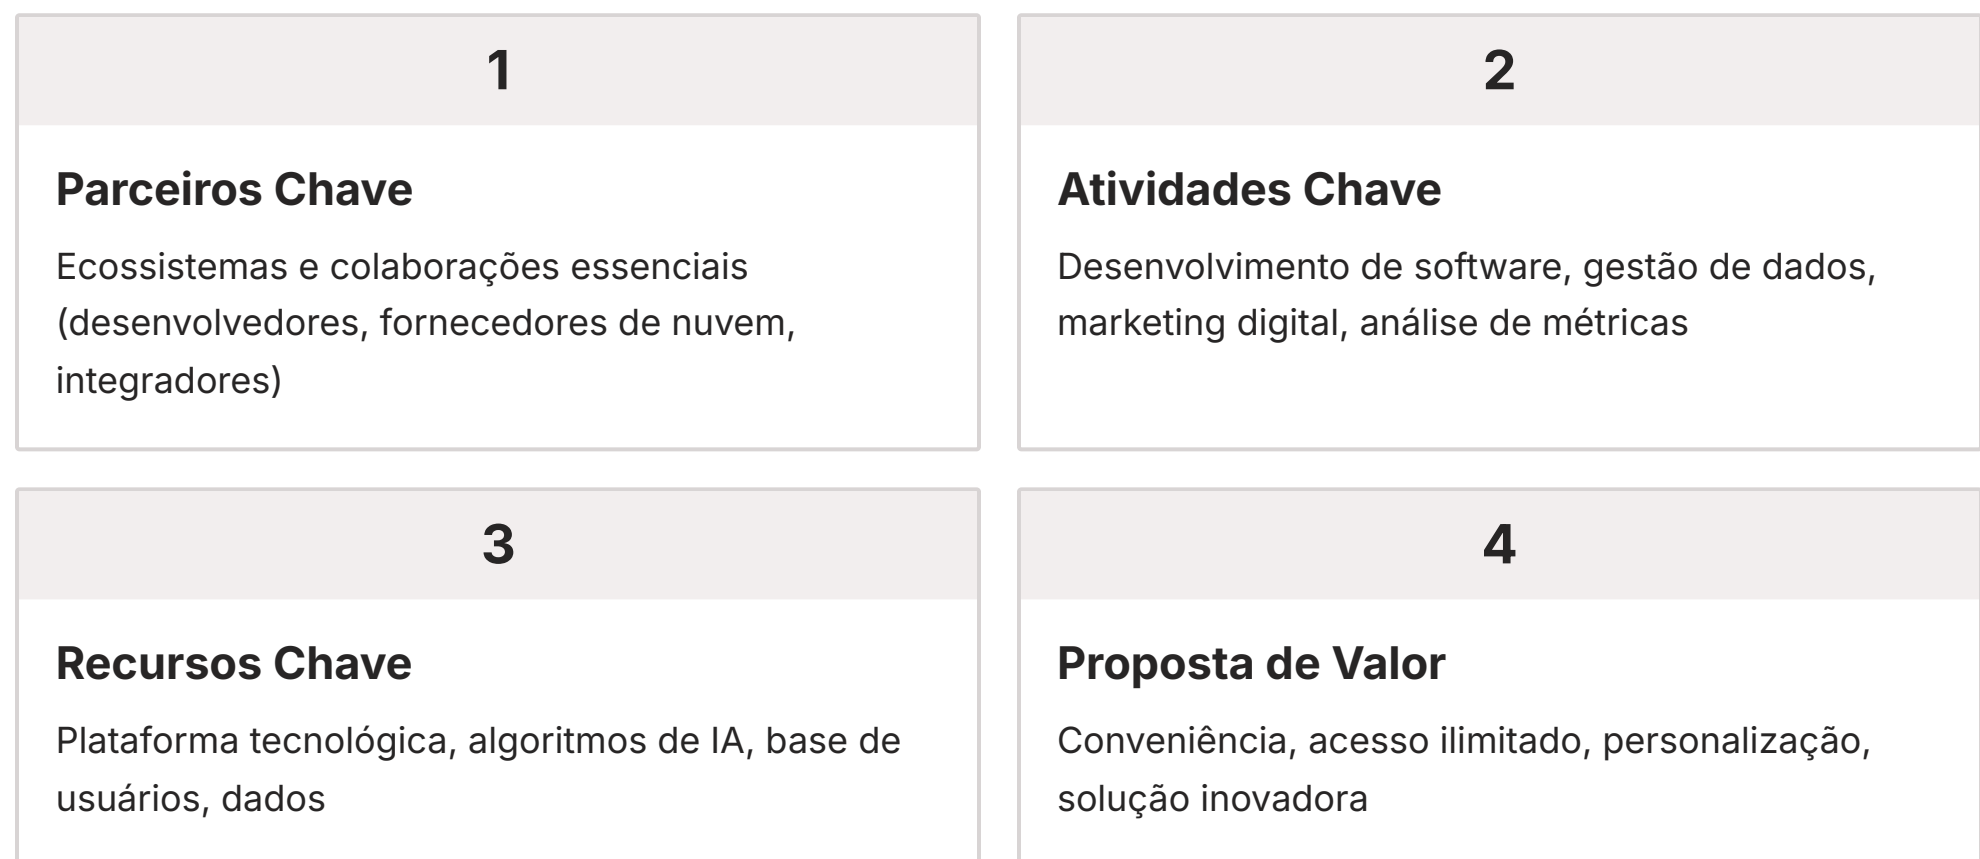 1
Parceiros Chave
Ecossistemas e colaborações essenciais
(desenvolvedores, fornecedores de nuvem,
integradores)
2
Atividades Chave
Desenvolvimento de software, gestão de dados,
marketing digital, análise de métricas
3
Recursos Chave
Plataforma tecnológica, algoritmos de IA, base de
usuários, dados
4
Proposta de Valor
Conveniência, acesso ilimitado, personalização,
solução inovadora